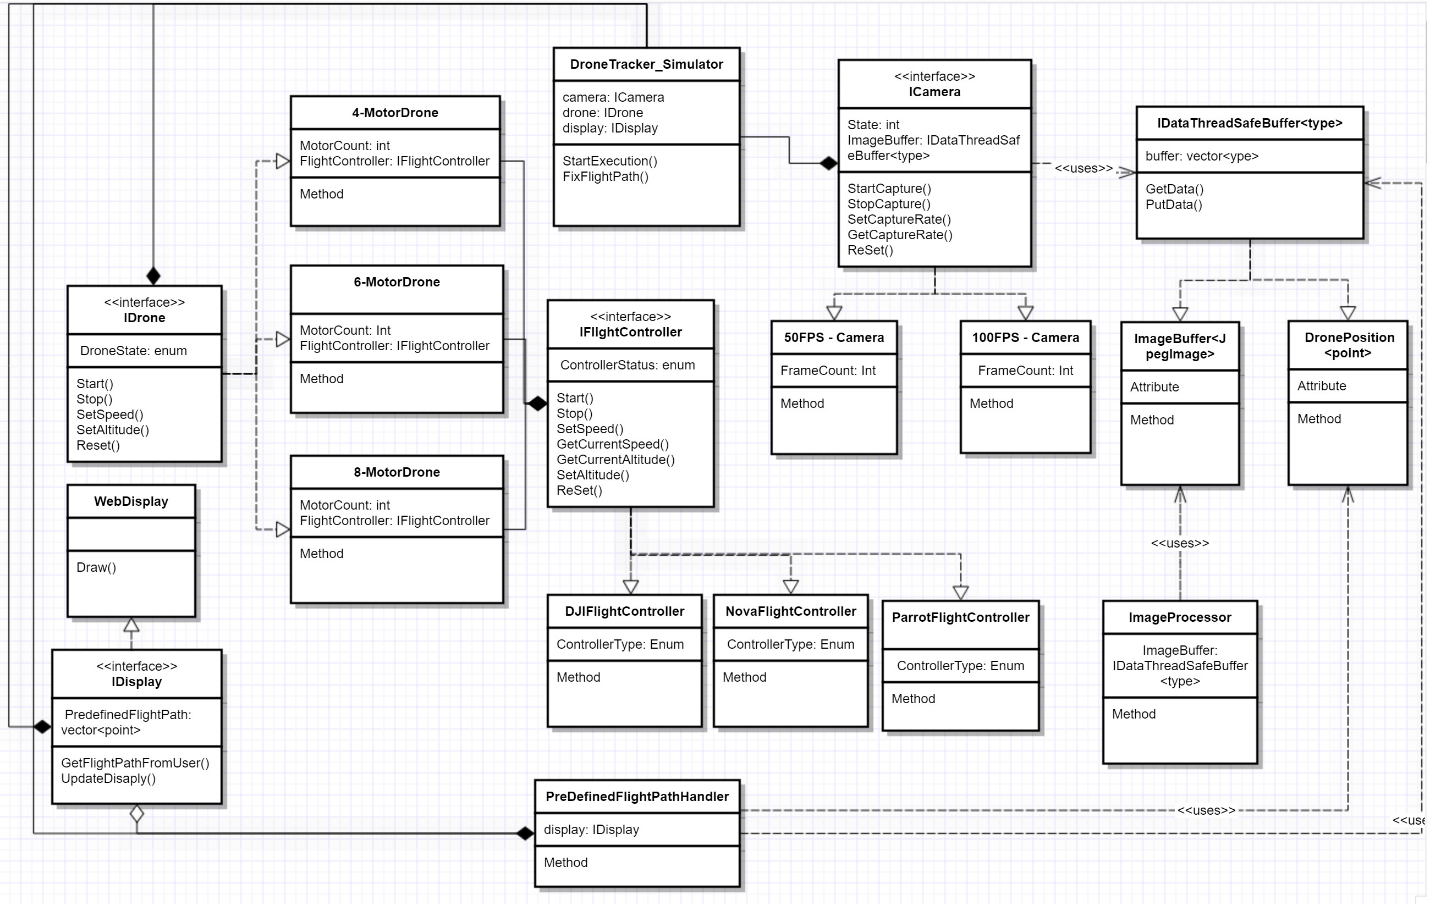 DroneTracker_Simulator
camera: ICamera
drone: IDrone
display: IDisplay
StartExecution()
FixFlightPath()
<<interface>>
ICamera
State: int
ImageBuffer: IDataThreadSaf
eBuffer<type>
StartCapture()
StopCapture()
SetCaptureRate()
GetCaptureRate()
ReSet()
<<uses>>
IDataThreadSafeBuffer<type>
buffer: vector<ype>
GetData()
PutData()
4-MotorDrone
MotorCount: int
FlightController: IFlightController
Method
6-MotorDrone
MotorCount: Int
FlightController: IFlightController
Method
8-MotorDrone
MotorCount: int
FlightController: IFlightController
Method
<<interface>>
IDrone
DroneState: enum
Start()
Stop()
SetSpeed()
SetAltitude()
Reset()
<<interface>>
IFlightController
ControllerStatus: enum
Start()
Stop()
SetSpeed()
GetCurrentSpeed()
GetCurrentAltitude()
SetAltitude()
ReSet()
50FPS - Camera
FrameCount: Int
Method
100FPS - Camera
FrameCount: Int
Method
ImageBuffer<J
pegImage>
Attribute
Method
DronePosition
<point>
Attribute
Method
WebDisplay
Draw()
<<interface>>
IDisplay
PredefinedFlightPath:
vector<point>
GetFlightPathFromUser()
UpdateDisaply()
DJIFlightController
ControllerType: Enum
Method
NovaFlightController
ControllerType: Enum
Method
ParrotFlightController
ControllerType: Enum
Method
<<uses>>
ImageProcessor
ImageBuffer:
IDataThreadSafeBuffer
<type>
Method
PreDefinedFlightPathHandler
display: IDisplay
Method
<<uses>>